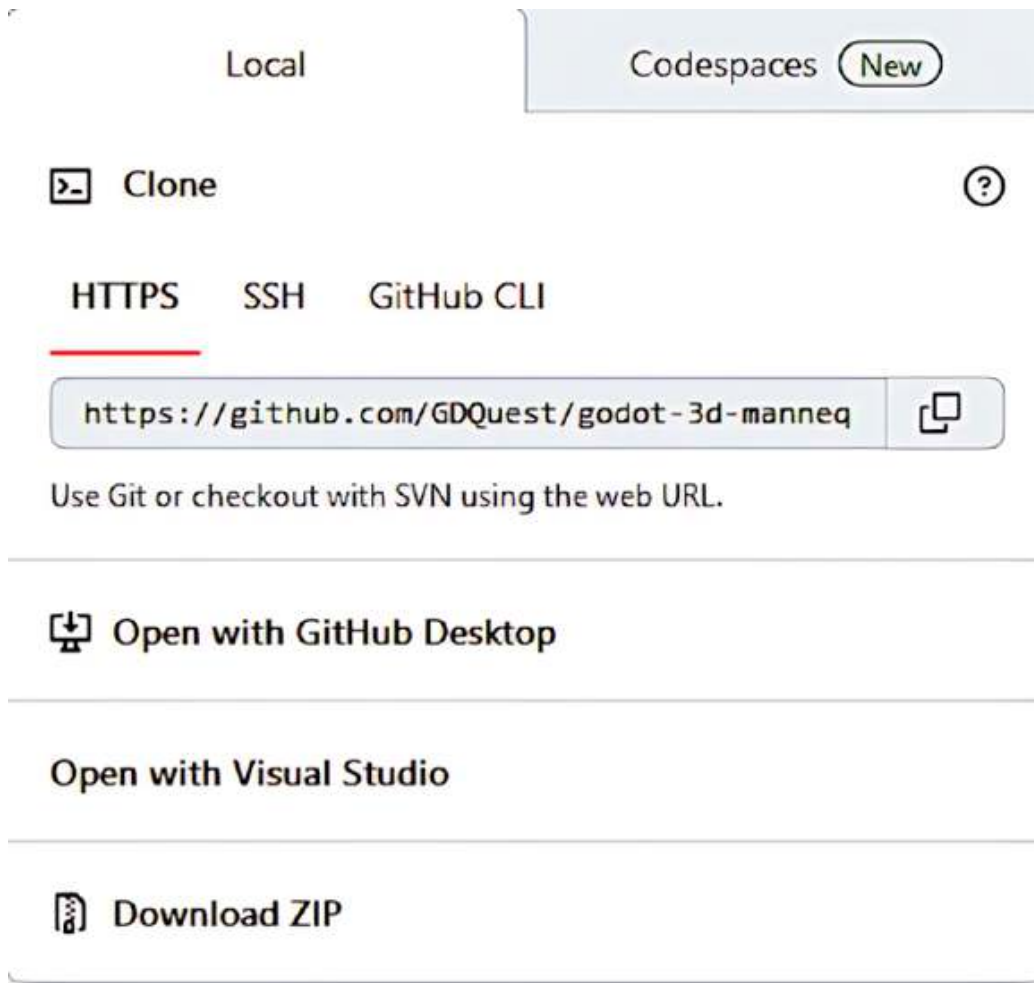 Local
Codespaces New
Clone
HTTPS SSH GitHub CLI
https://github.com/GDQuest/godot-3d-manneq
Use Git or checkout with SVN using the web URL.
Open with GitHub Desktop
Open with Visual Studio
Download ZIP